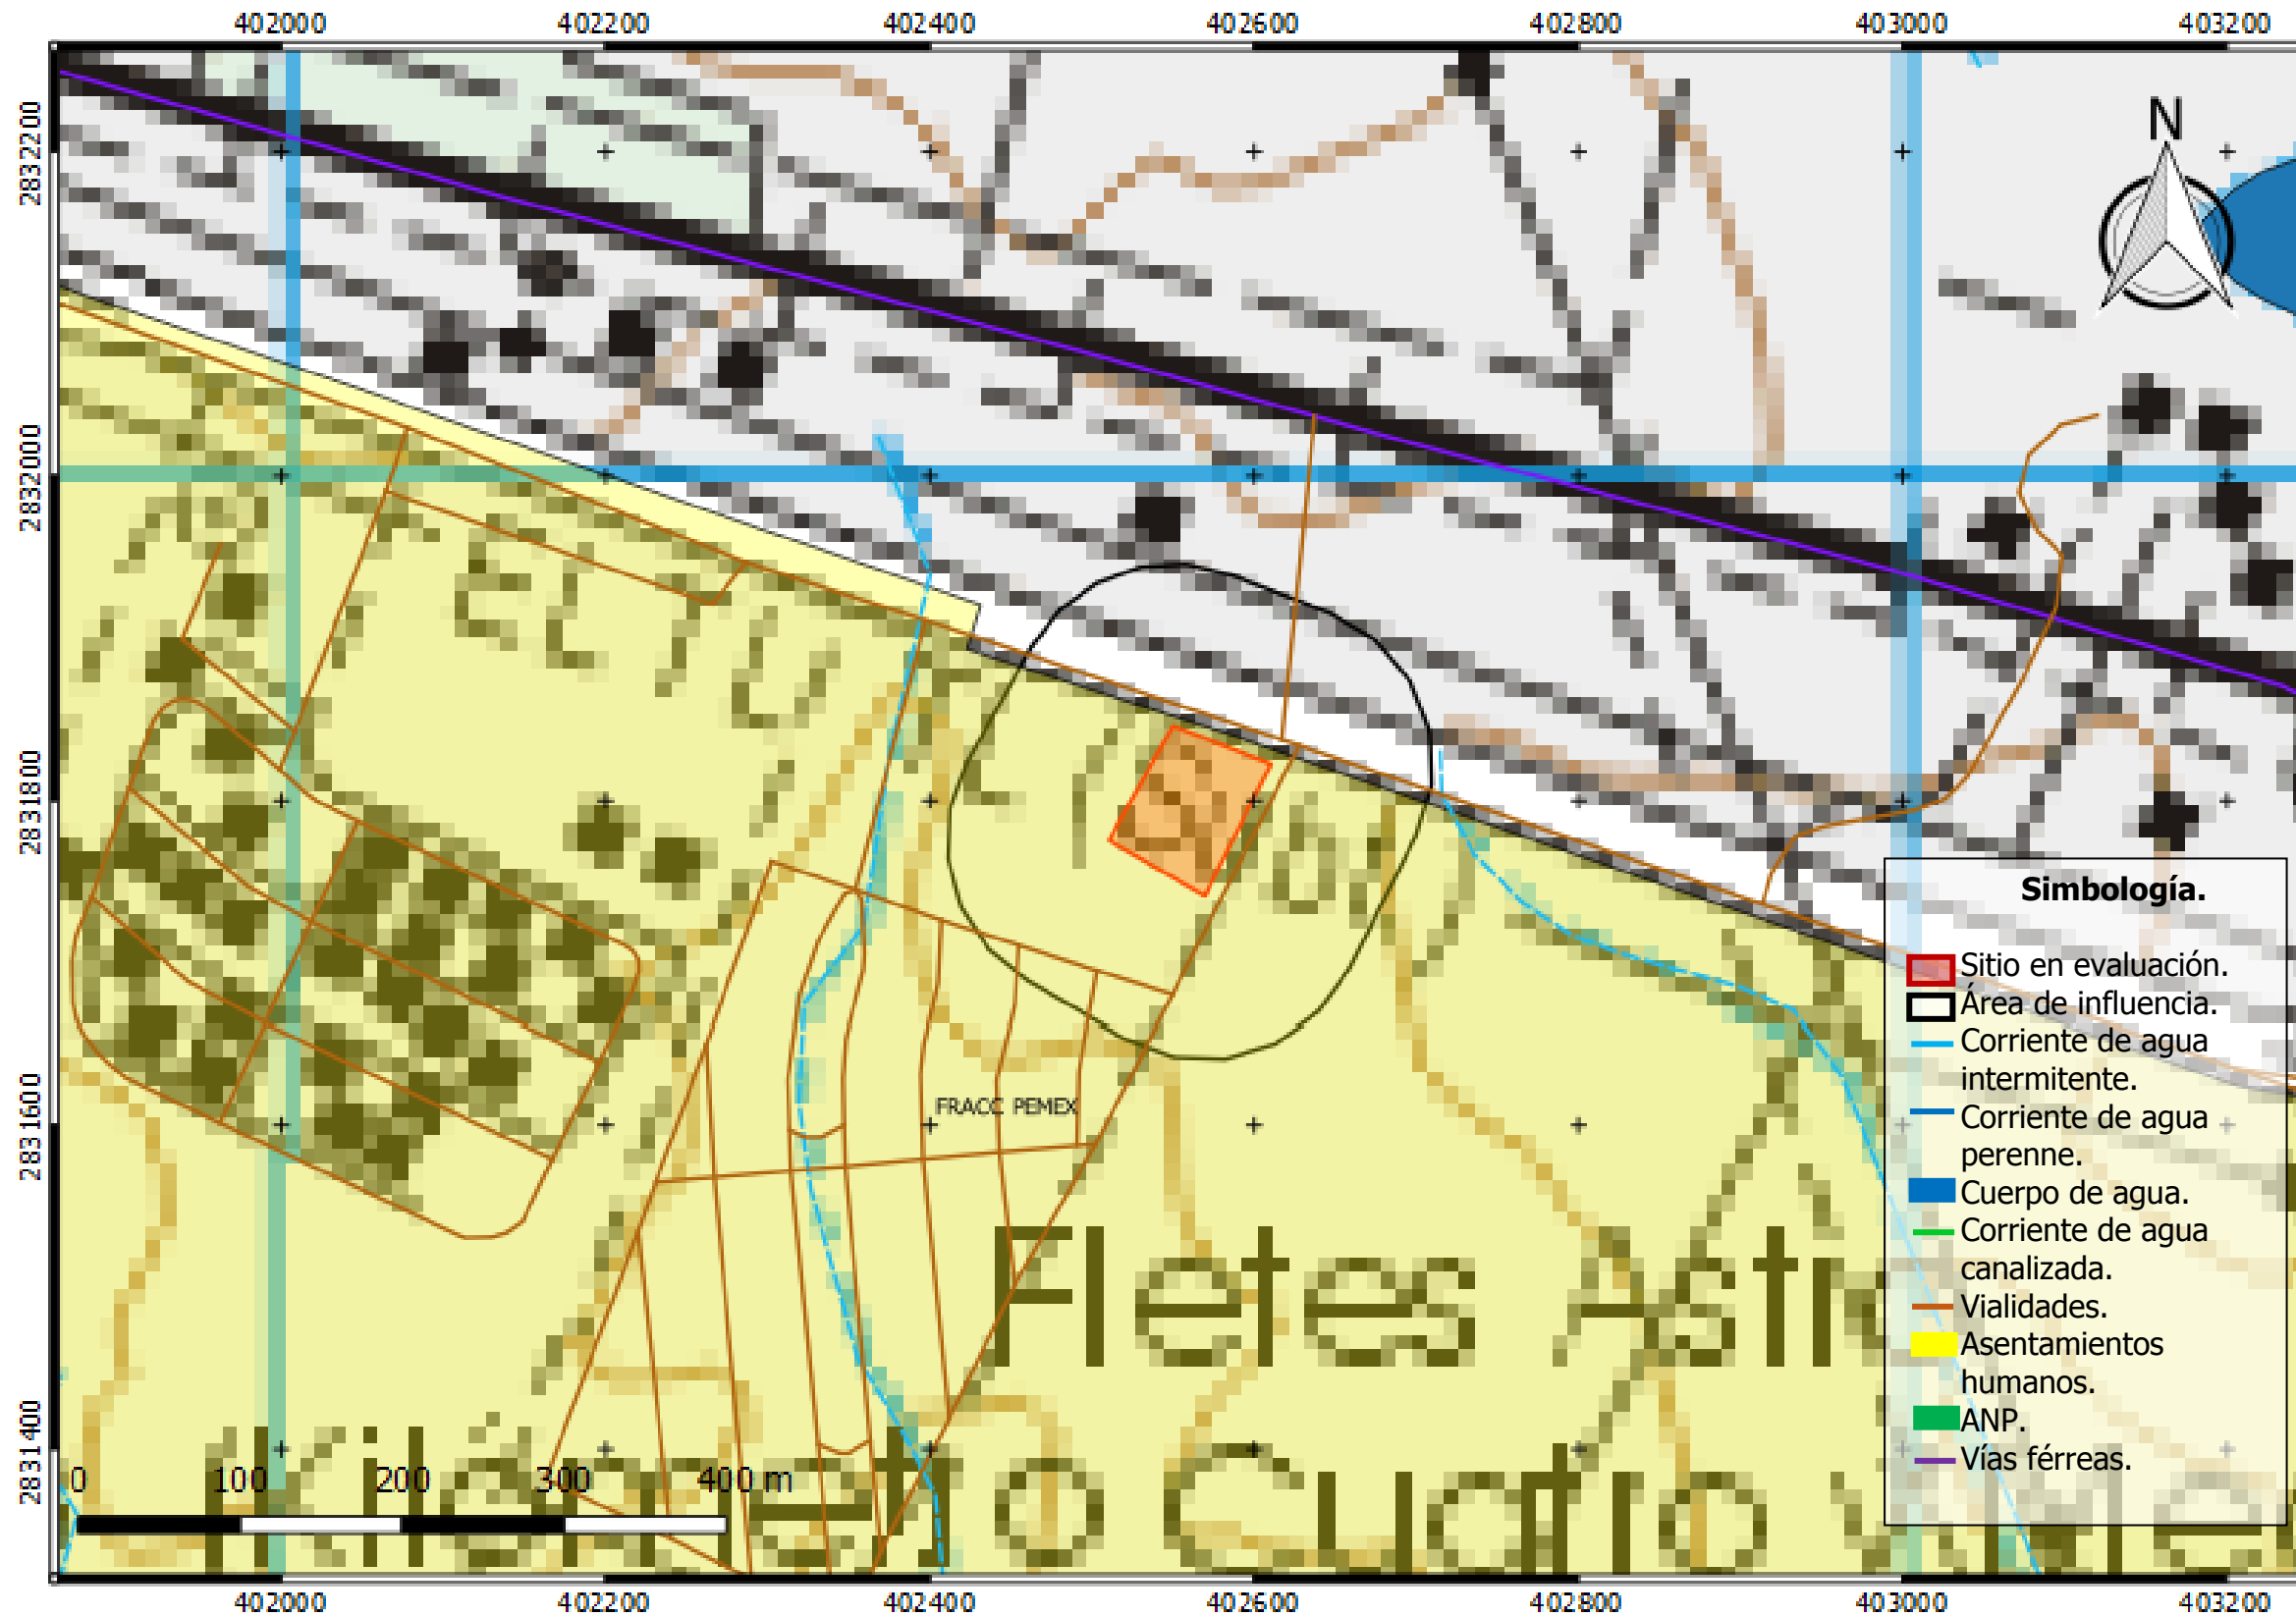 402000 402200 402400 402600 402800 403000 403200
2832200
2832000
2831800
2831600
2831400
N
FRACC PEMEX
Fletes Astr
Kilómetro Cuatro
0 100 200 300 400 m
Simbología.
Sitio en evaluación.
Área de influencia.
Corriente de agua
intermitente.
Corriente de agua
perenne.
Cuerpo de agua.
Corriente de agua
canalizada.
Vialidades.
Asentamientos
humanos.
ANP.
Vías férreas.
402000 402200 402400 402600 402800 403000 403200